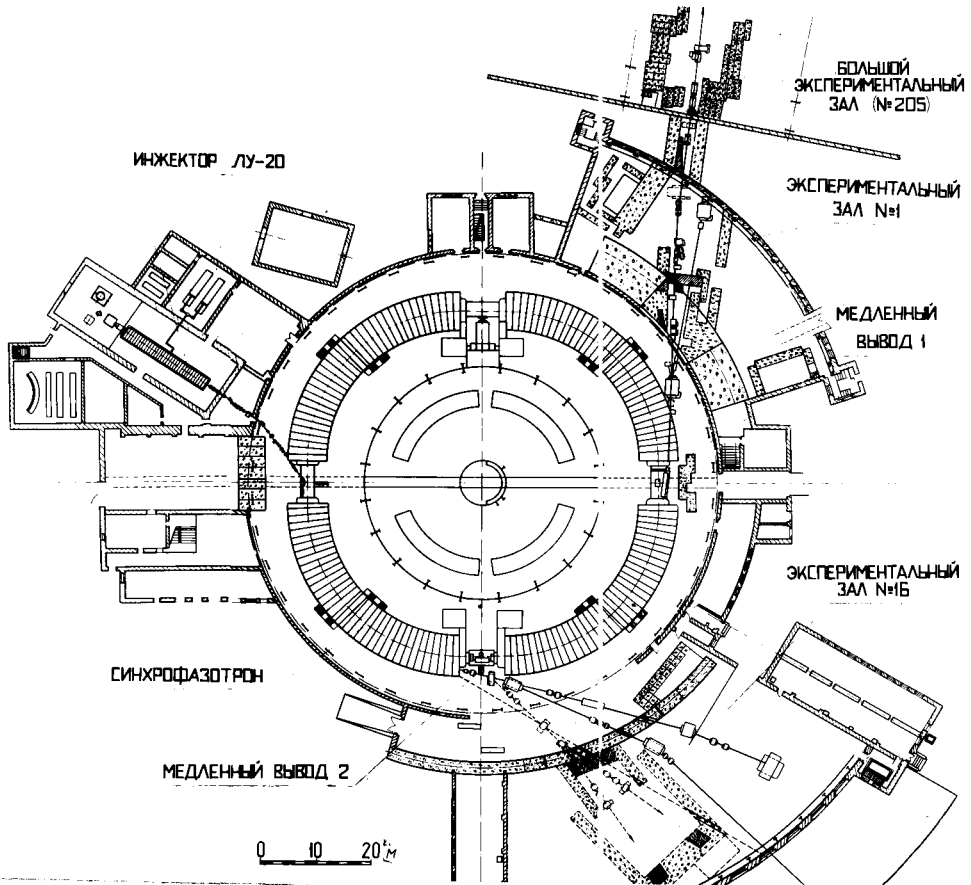 БОЛЬШОЙ
ЭКСПЕРИМЕНТАЛЬНЫЙ
ЗАЛ (№205)
ИНЖЕКТОР ЛУ-20
ЭКСПЕРИМЕНТАЛЬНЫЙ
ЗАЛ №1
МЕДЛЕННЫЙ
ВЫВОД 1
ЭКСПЕРИМЕНТАЛЬНЫЙ
ЗАЛ №1Б
СИНХРОФАЗОТРОН
МЕДЛЕННЫЙ ВЫВОД 2
0 10 20 М